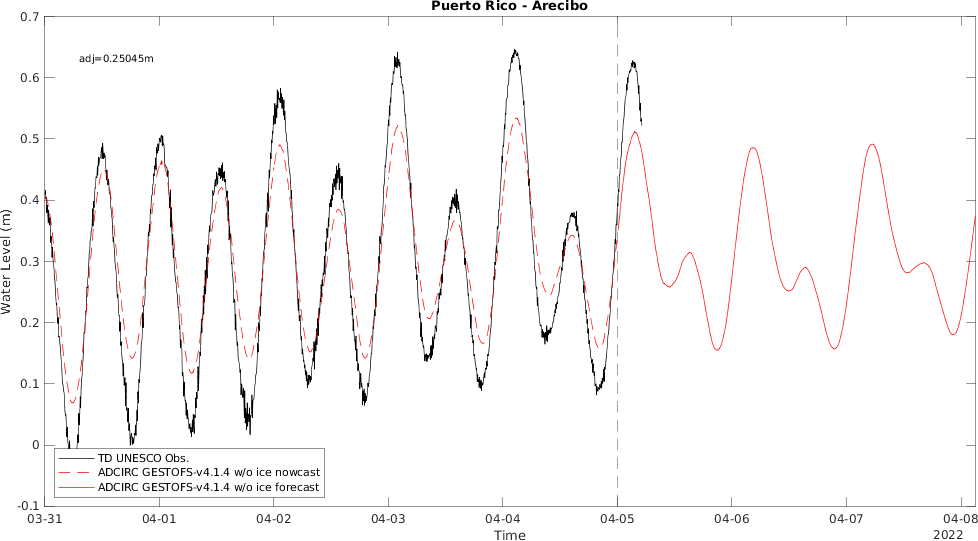 Puerto Rico - Arecibo
adj=0.25045m
0.7
0.6
0.5
0.4
0.3
0.2
0.1
0
-0.1
Water Level (m)
TD UNESCO Obs.
ADCIRC GESTOFS-v4.1.4 w/o ice nowcast
ADCIRC GESTOFS-v4.1.4 w/o ice forecast
03-31 04-01 04-02 04-03 04-04 04-05 04-06 04-07 04-08
Time
2022